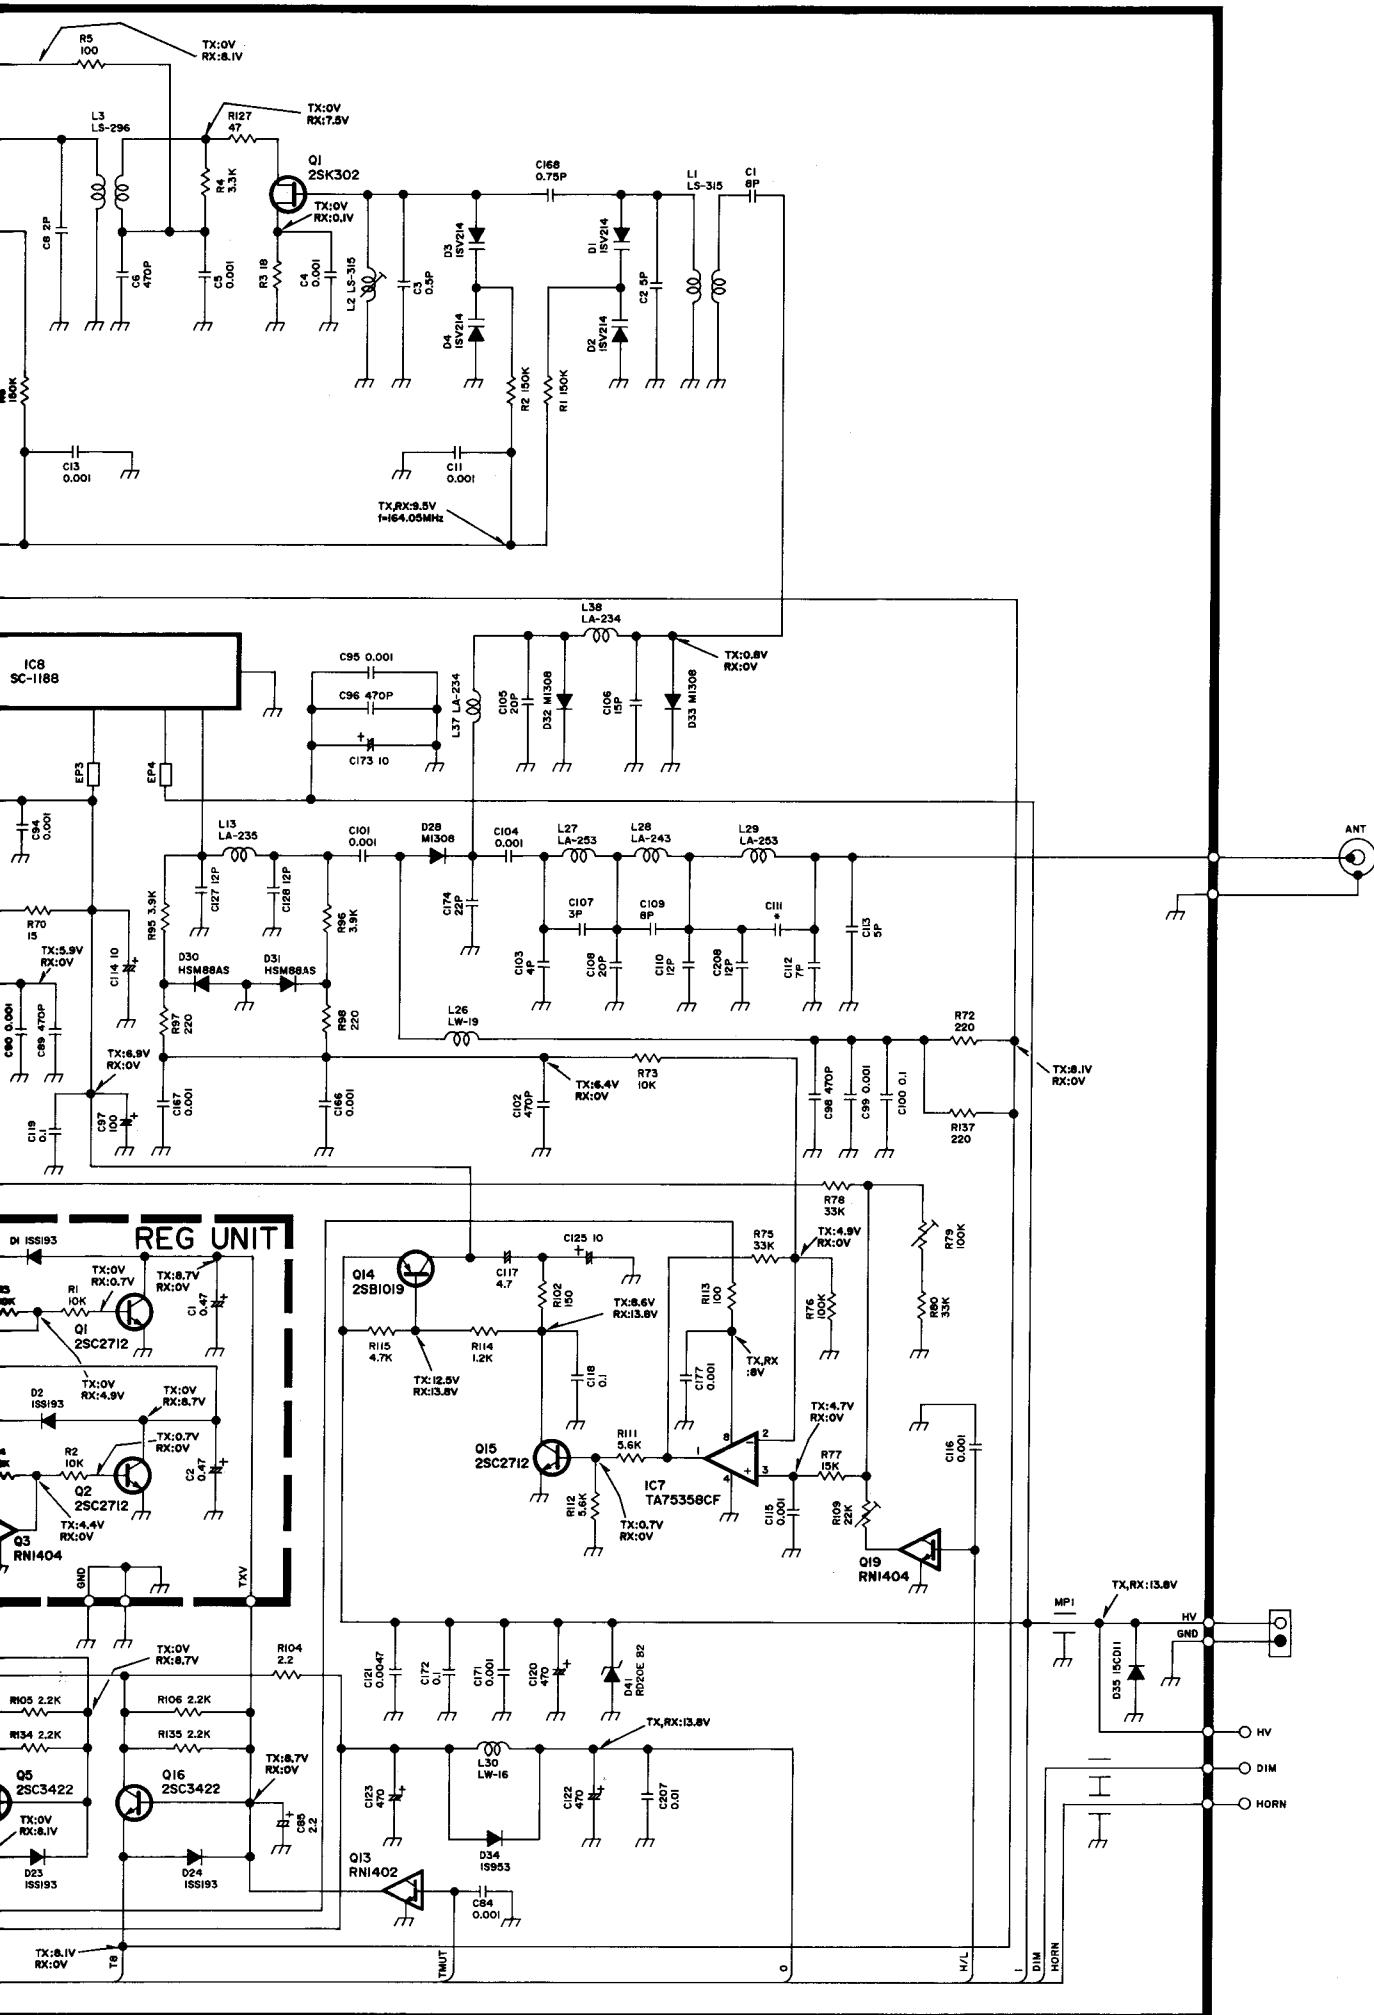 R5
100
TX:0V
RX:8.1V
L3
LS-296
R127
47
TX:0V
RX:7.5V
R4
3.3K
Q1
2SK302
TX:0V
RX:0.1V
C168
0.75P
L1
LS-315
C1
8P
C8 2P
C6
470P
C5
0.001
R3 18
C4
0.001
L2 LS-315
C3
0.5P
D3
1SV214
D4
1SV214
D1
1SV214
D2
1SV214
C2 5P
180K
R2 150K
R1 150K
C13
0.001
C11
0.001
TX,RX:9.5V
f=164.05MHz
L38
LA-234
TX:0.8V
RX:0V
IC8
SC-1188
C95 0.001
C96 470P
C173 10
+
L37 LA-234
C105
20P
D32 MI308
C106
15P
D33 MI308
EP3
EP4
C94
0.001
L13
LA-235
C101
0.001
D28
MI308
C104
0.001
L27
LA-253
L28
LA-243
L29
LA-253
ANT
C127 12P
C128 12P
R95 3.9K
R96
3.9K
C174
22P
C107
3P
C109
8P
C111
*
C113
5P
R70
15
TX:5.9V
RX:0V
C114 10
+
D30
HSM88AS
D31
HSM88AS
C103
4P
C108
20P
C110
12P
C208
12P
C112
7P
C90 0.001
C89 470P
R97
220
R98
220
L26
LW-19
R72
220
TX:6.9V
RX:0V
R73
10K
TX:6.4V
RX:0V
TX:8.1V
RX:0V
C119
0.1
C97
100
+
C167
0.001
C166
0.001
C102
470P
C98 470P
C99 0.001
C100 0.1
R137
220
R78
33K
REG UNIT
D1 1SS193
TX:0V
RX:0.7V
TX:8.7V
RX:0V
R1
10K
Q1
2SC2712
C1
0.47
+
Q14
2SB1019
C117
4.7
C125 10
+
R102
150
R113
100
R75
33K
TX:4.9V
RX:0V
R79
100K
R76
100K
R80
33K
TX:8.6V
RX:13.8V
R115
4.7K
R114
1.2K
TX:12.5V
RX:13.8V
C118
0.1
C177
0.001
TX,RX
:8V
TX:0V
RX:4.9V
D2
1SS193
TX:0V
RX:8.7V
TX:0.7V
RX:0V
R2
10K
Q2
2SC2712
C2
0.47
+
TX:4.4V
RX:0V
Q3
RN1404
Q15
2SC2712
R111
5.6K
1
8
4
2
3
-
+
TX:4.7V
RX:0V
R77
15K
C116
0.001
R112
5.6K
IC7
TA75358CF
TX:0.7V
RX:0V
C115
0.001
R109
22K
Q19
RN1404
GND
TXV
MP1
TX,RX:13.8V
HV
GND
D35 15CD11
TX:0V
RX:8.7V
R104
2.2
C121
0.0047
C172
0.1
C171
0.001
C120
470
+
D41
RD20E B2
R105 2.2K
R106 2.2K
R134 2.2K
R135 2.2K
TX,RX:13.8V
HV
DIM
HORN
Q5
2SC3422
Q16
2SC3422
TX:8.7V
RX:0V
L30
LW-16
C123
470
+
C122
470
+
C207
0.01
TX:0V
RX:8.1V
C85
2.2
+
D34
1S953
D23
1SS193
D24
1SS193
Q13
RN1402
C84
0.001
TX:8.1V
RX:0V
T8
TMUT
O
H/L
I
DIM
HORN